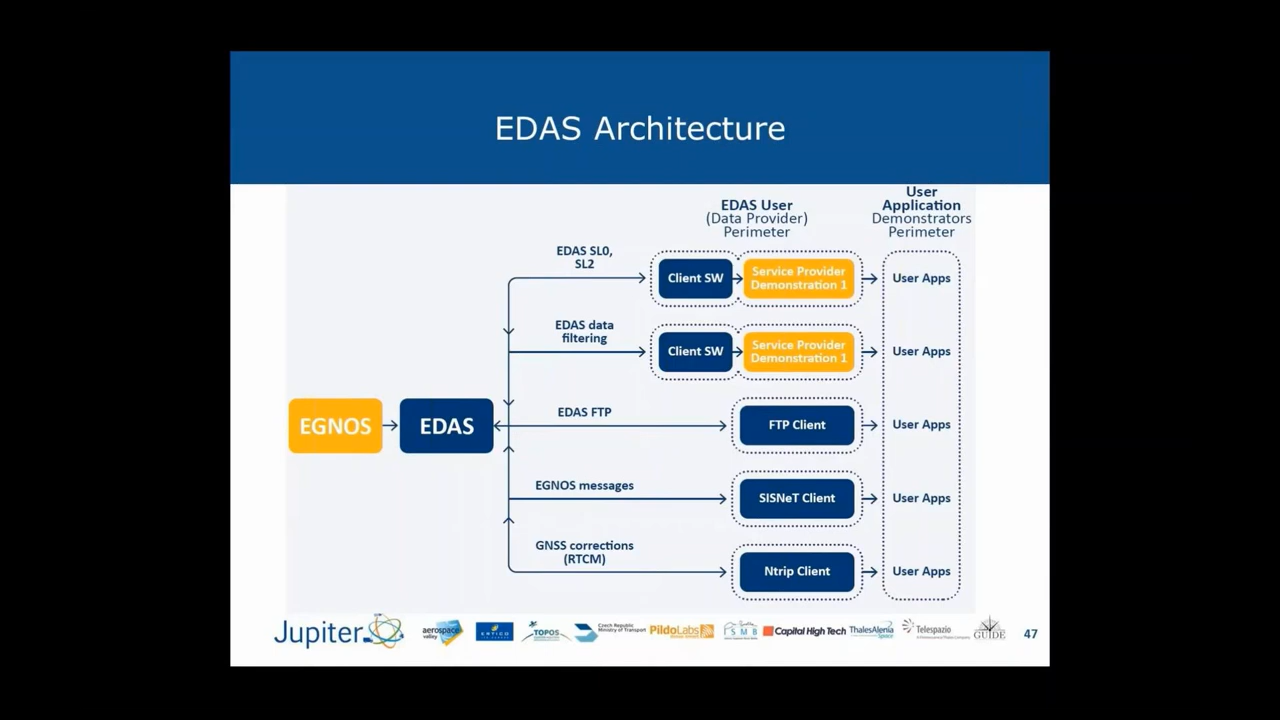 EDAS Architecture
EDAS User
(Data Provider)
Perimeter
User
Application
Demonstrators
Perimeter
EDAS SL0,
SL2
Client SW
Service Provider
Demonstration 1
User Apps
EDAS data
filtering
Client SW
Service Provider
Demonstration 1
User Apps
EGNOS
EDAS
EDAS FTP
FTP Client
User Apps
EGNOS messages
SISNeT Client
User Apps
GNSS corrections
(RTCM)
Ntrip Client
User Apps
Jupiter
aerospace
valley
ERTICO
TOPOS
Czech Republic
Ministry of Transport
PildoLabs
ISMB
Capital High Tech
ThalesAlenia
Space
Telespazio
GUIDE
47